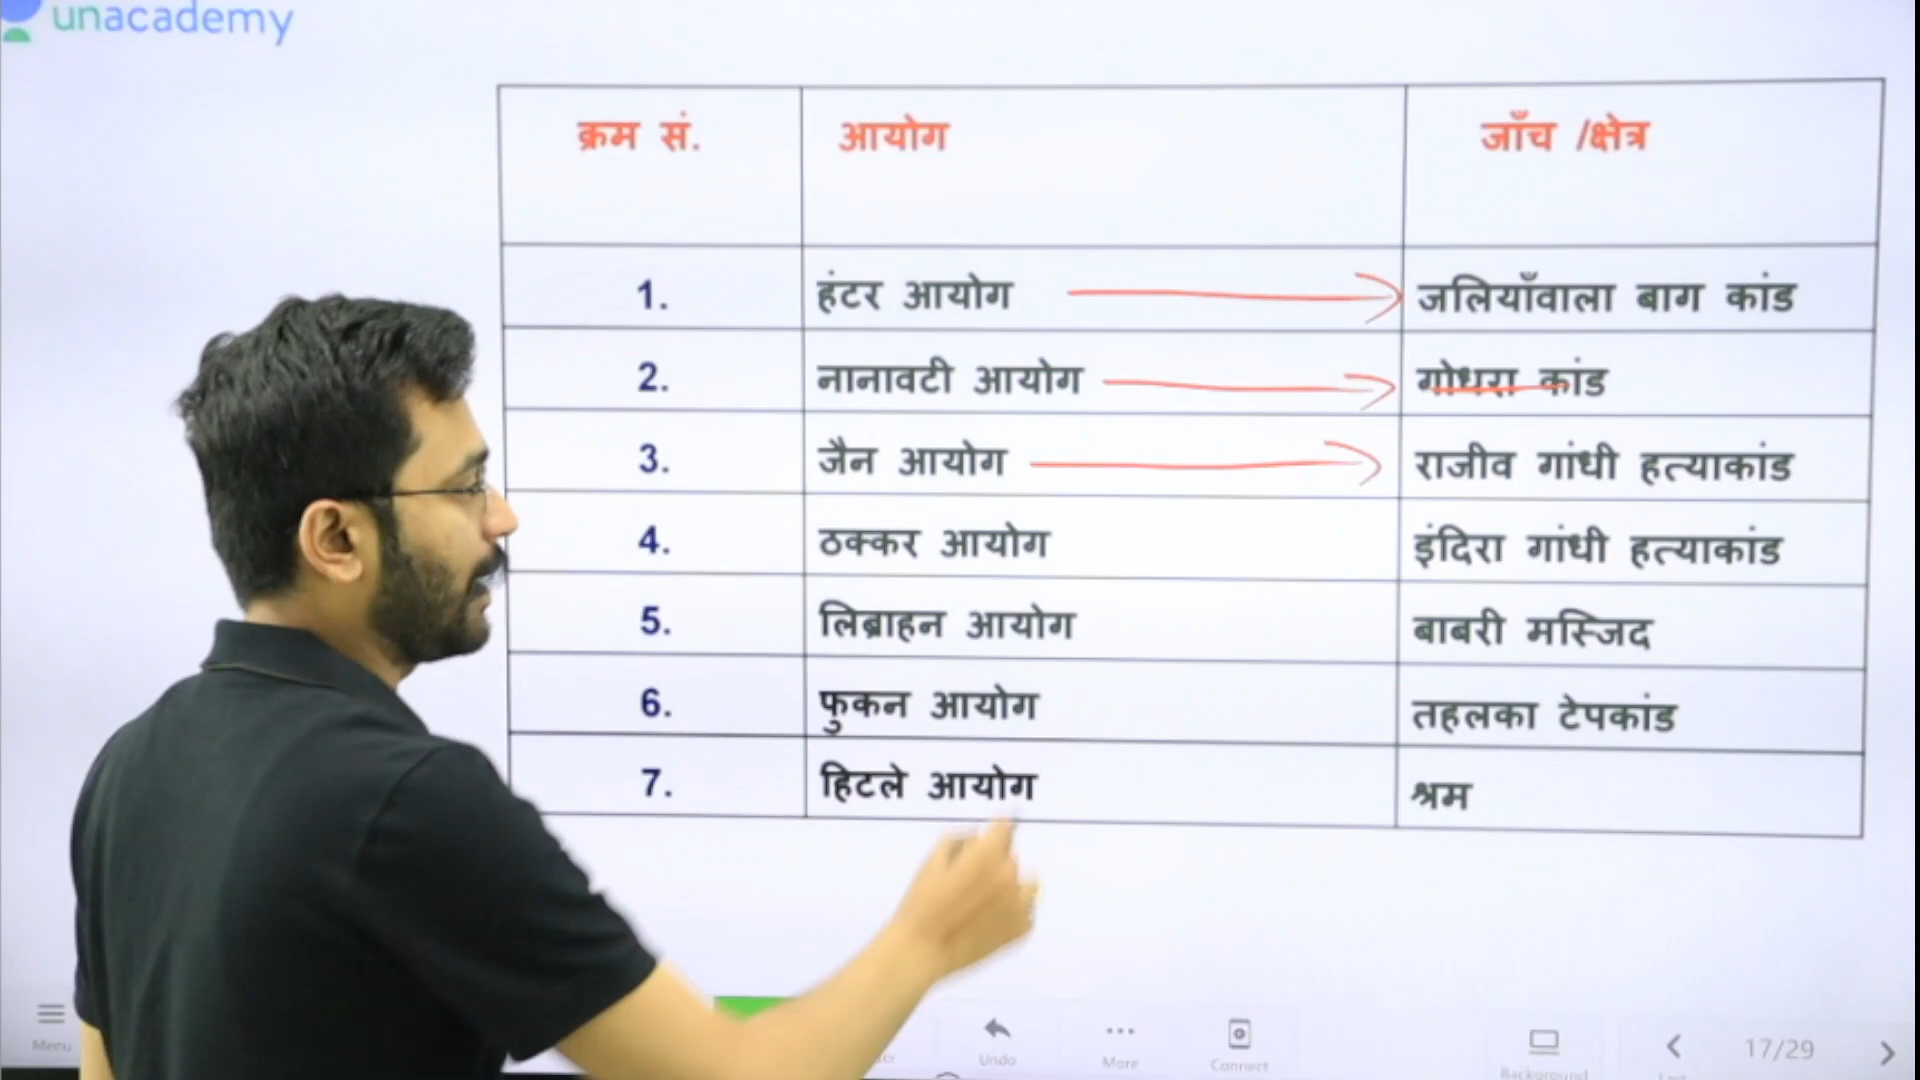 unacademy
क्रम सं. आयोग जाँच /क्षेत्र
1. हंटर आयोग जलियाँवाला बाग कांड
2. नानावटी आयोग गोधरा कांड
3. जैन आयोग राजीव गांधी हत्याकांड
4. ठक्कर आयोग इंदिरा गांधी हत्याकांड
5. लिब्राहन आयोग बाबरी मस्जिद
6. फुकन आयोग तहलका टेपकांड
7. हिटले आयोग श्रम
Menu Undo More Connect Background 17/29